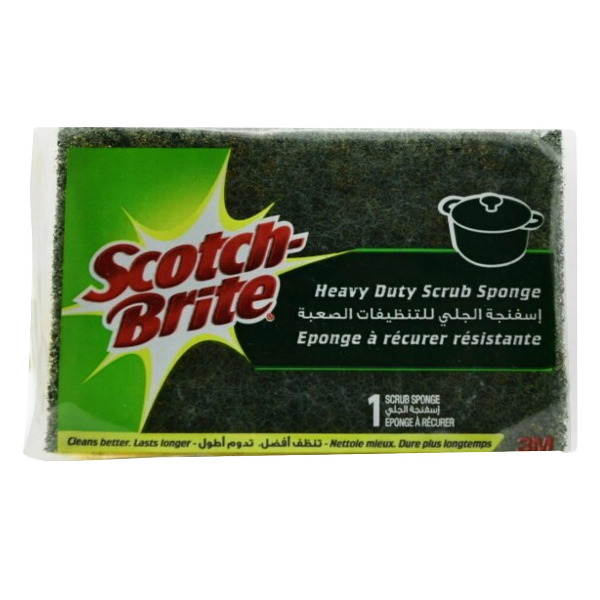 Scotch-
Brite®
Heavy Duty Scrub Sponge
إسفنجة الجلي للتنظيفات الصعبة
Eponge à récurer résistante
1 SCRUB SPONGE
إسفنجة الجلي
EPONGE À RÉCURER
Cleans better. Lasts longer - تنظف أفضل. تدوم أطول - Nettoie mieux. Dure plus longtemps
3M